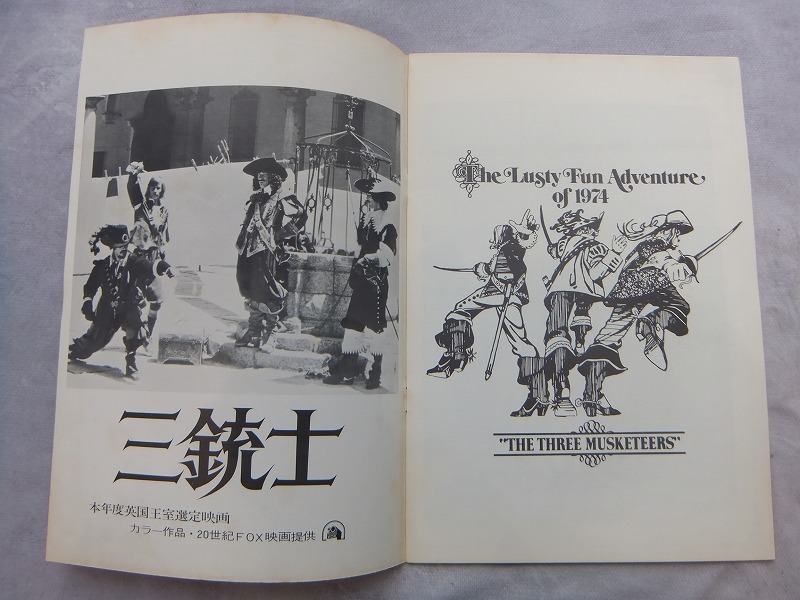 三銃士
本年度英国王室選定映画
カラー作品・20世紀FOX映画提供
The Lusty Fun Adventure
of 1974
"THE THREE MUSKETEERS"